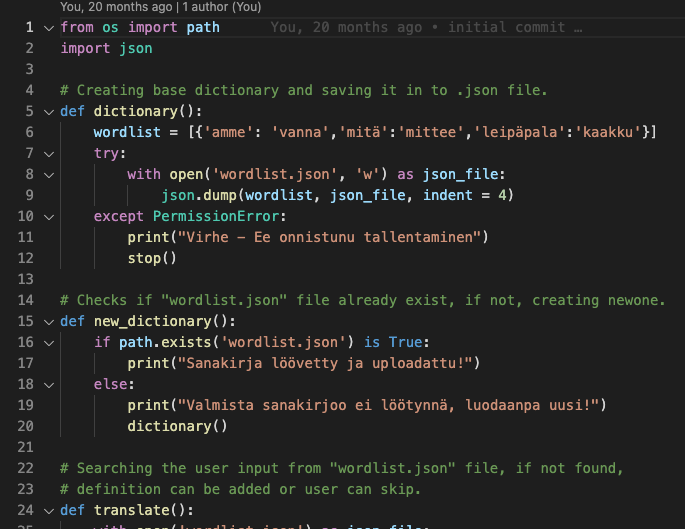 You, 20 months ago | 1 author (You)
1 from os import path You, 20 months ago • initial commit …
2 import json
3
4 # Creating base dictionary and saving it in to .json file.
5 def dictionary():
6 wordlist = [{'amme': 'vanna','mitä':'mittee','leipäpala':'kaakku'}]
7 try:
8 with open('wordlist.json', 'w') as json_file:
9 json.dump(wordlist, json_file, indent = 4)
10 except PermissionError:
11 print("Virhe – Ee onnistunu tallentaminen")
12 stop()
13
14 # Checks if "wordlist.json" file already exist, if not, creating newone.
15 def new_dictionary():
16 if path.exists('wordlist.json') is True:
17 print("Sanakirja löövetty ja uploadattu!")
18 else:
19 print("Valmista sanakirjoo ei löötynnä, luodaanpa uusi!")
20 dictionary()
21
22 # Searching the user input from "wordlist.json" file, if not found,
23 # definition can be added or user can skip.
24 def translate():
25 with open('wordlist.json') as json_file: